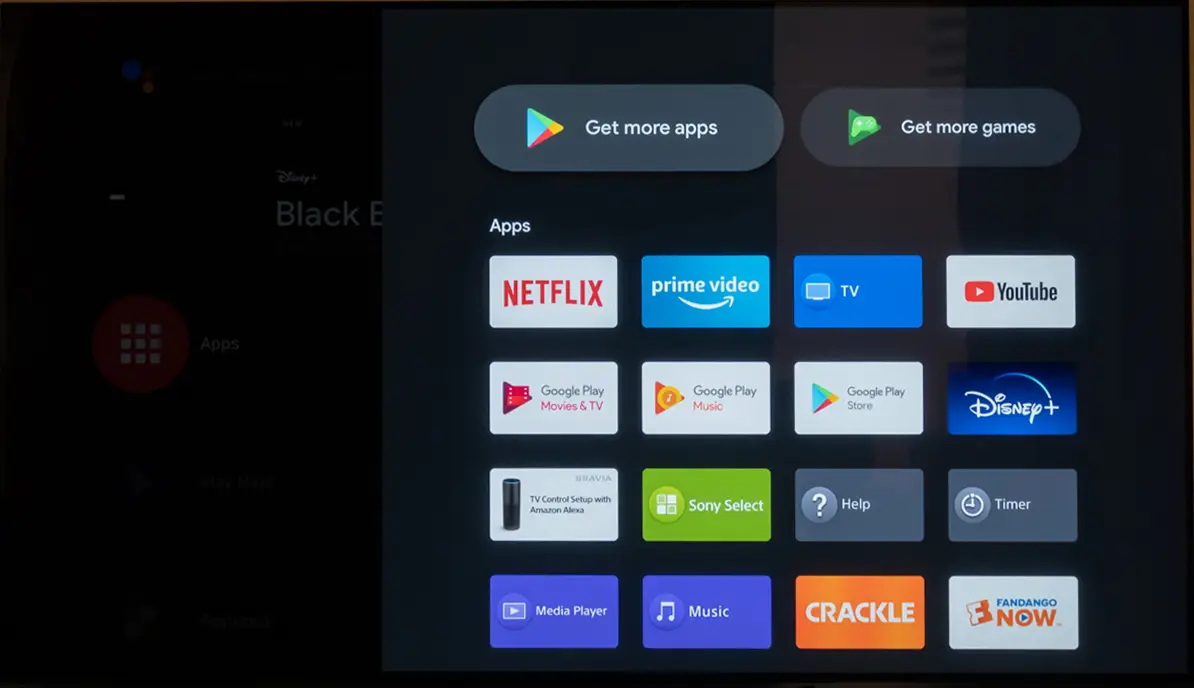 Get more apps
Get more games
Disney+
Black
Apps
Apps
NETFLIX
prime video
TV
YouTube
Google Play
Movies & TV
Google Play
Music
Google Play
Store
Disney+
BRAVIA
TV Control Setup with
Amazon Alexa
Sony Select
Help
Timer
Media Player
Music
CRACKLE
FANDANGO
NOW